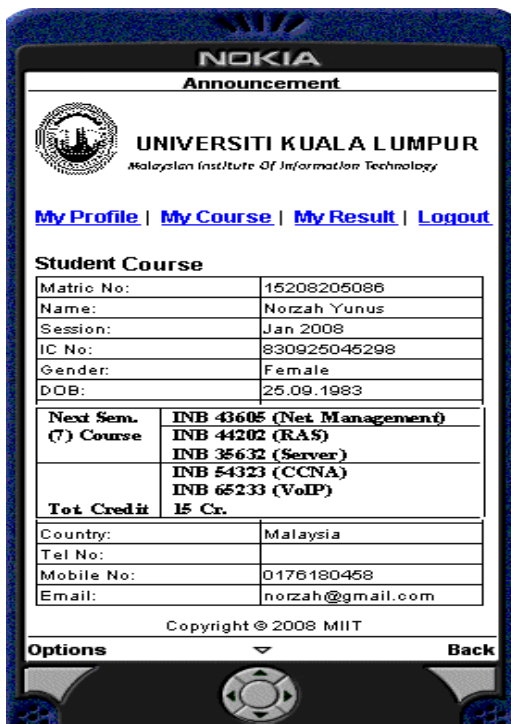 NOKIA
Announcement
UNIVERSITI KUALA LUMPUR
Malaysian Institute Of Information Technology
My Profile | My Course | My Result | Logout
Student Course
Matric No: 15208205086
Name: Norzah Yunus
Session: Jan 2008
IC No: 830925045298
Gender: Female
DOB: 25.09.1983
Next Sem. INB 43605 (Net. Management)
(7) Course INB 44202 (RAS)
INB 35632 (Server)
INB 54323 (CCNA)
INB 65233 (VoIP)
Tot. Credit 15 Cr.
Country: Malaysia
Tel No:
Mobile No: 0176180458
Email: norzah@gmail.com
Copyright © 2008 MIIT
Options Back